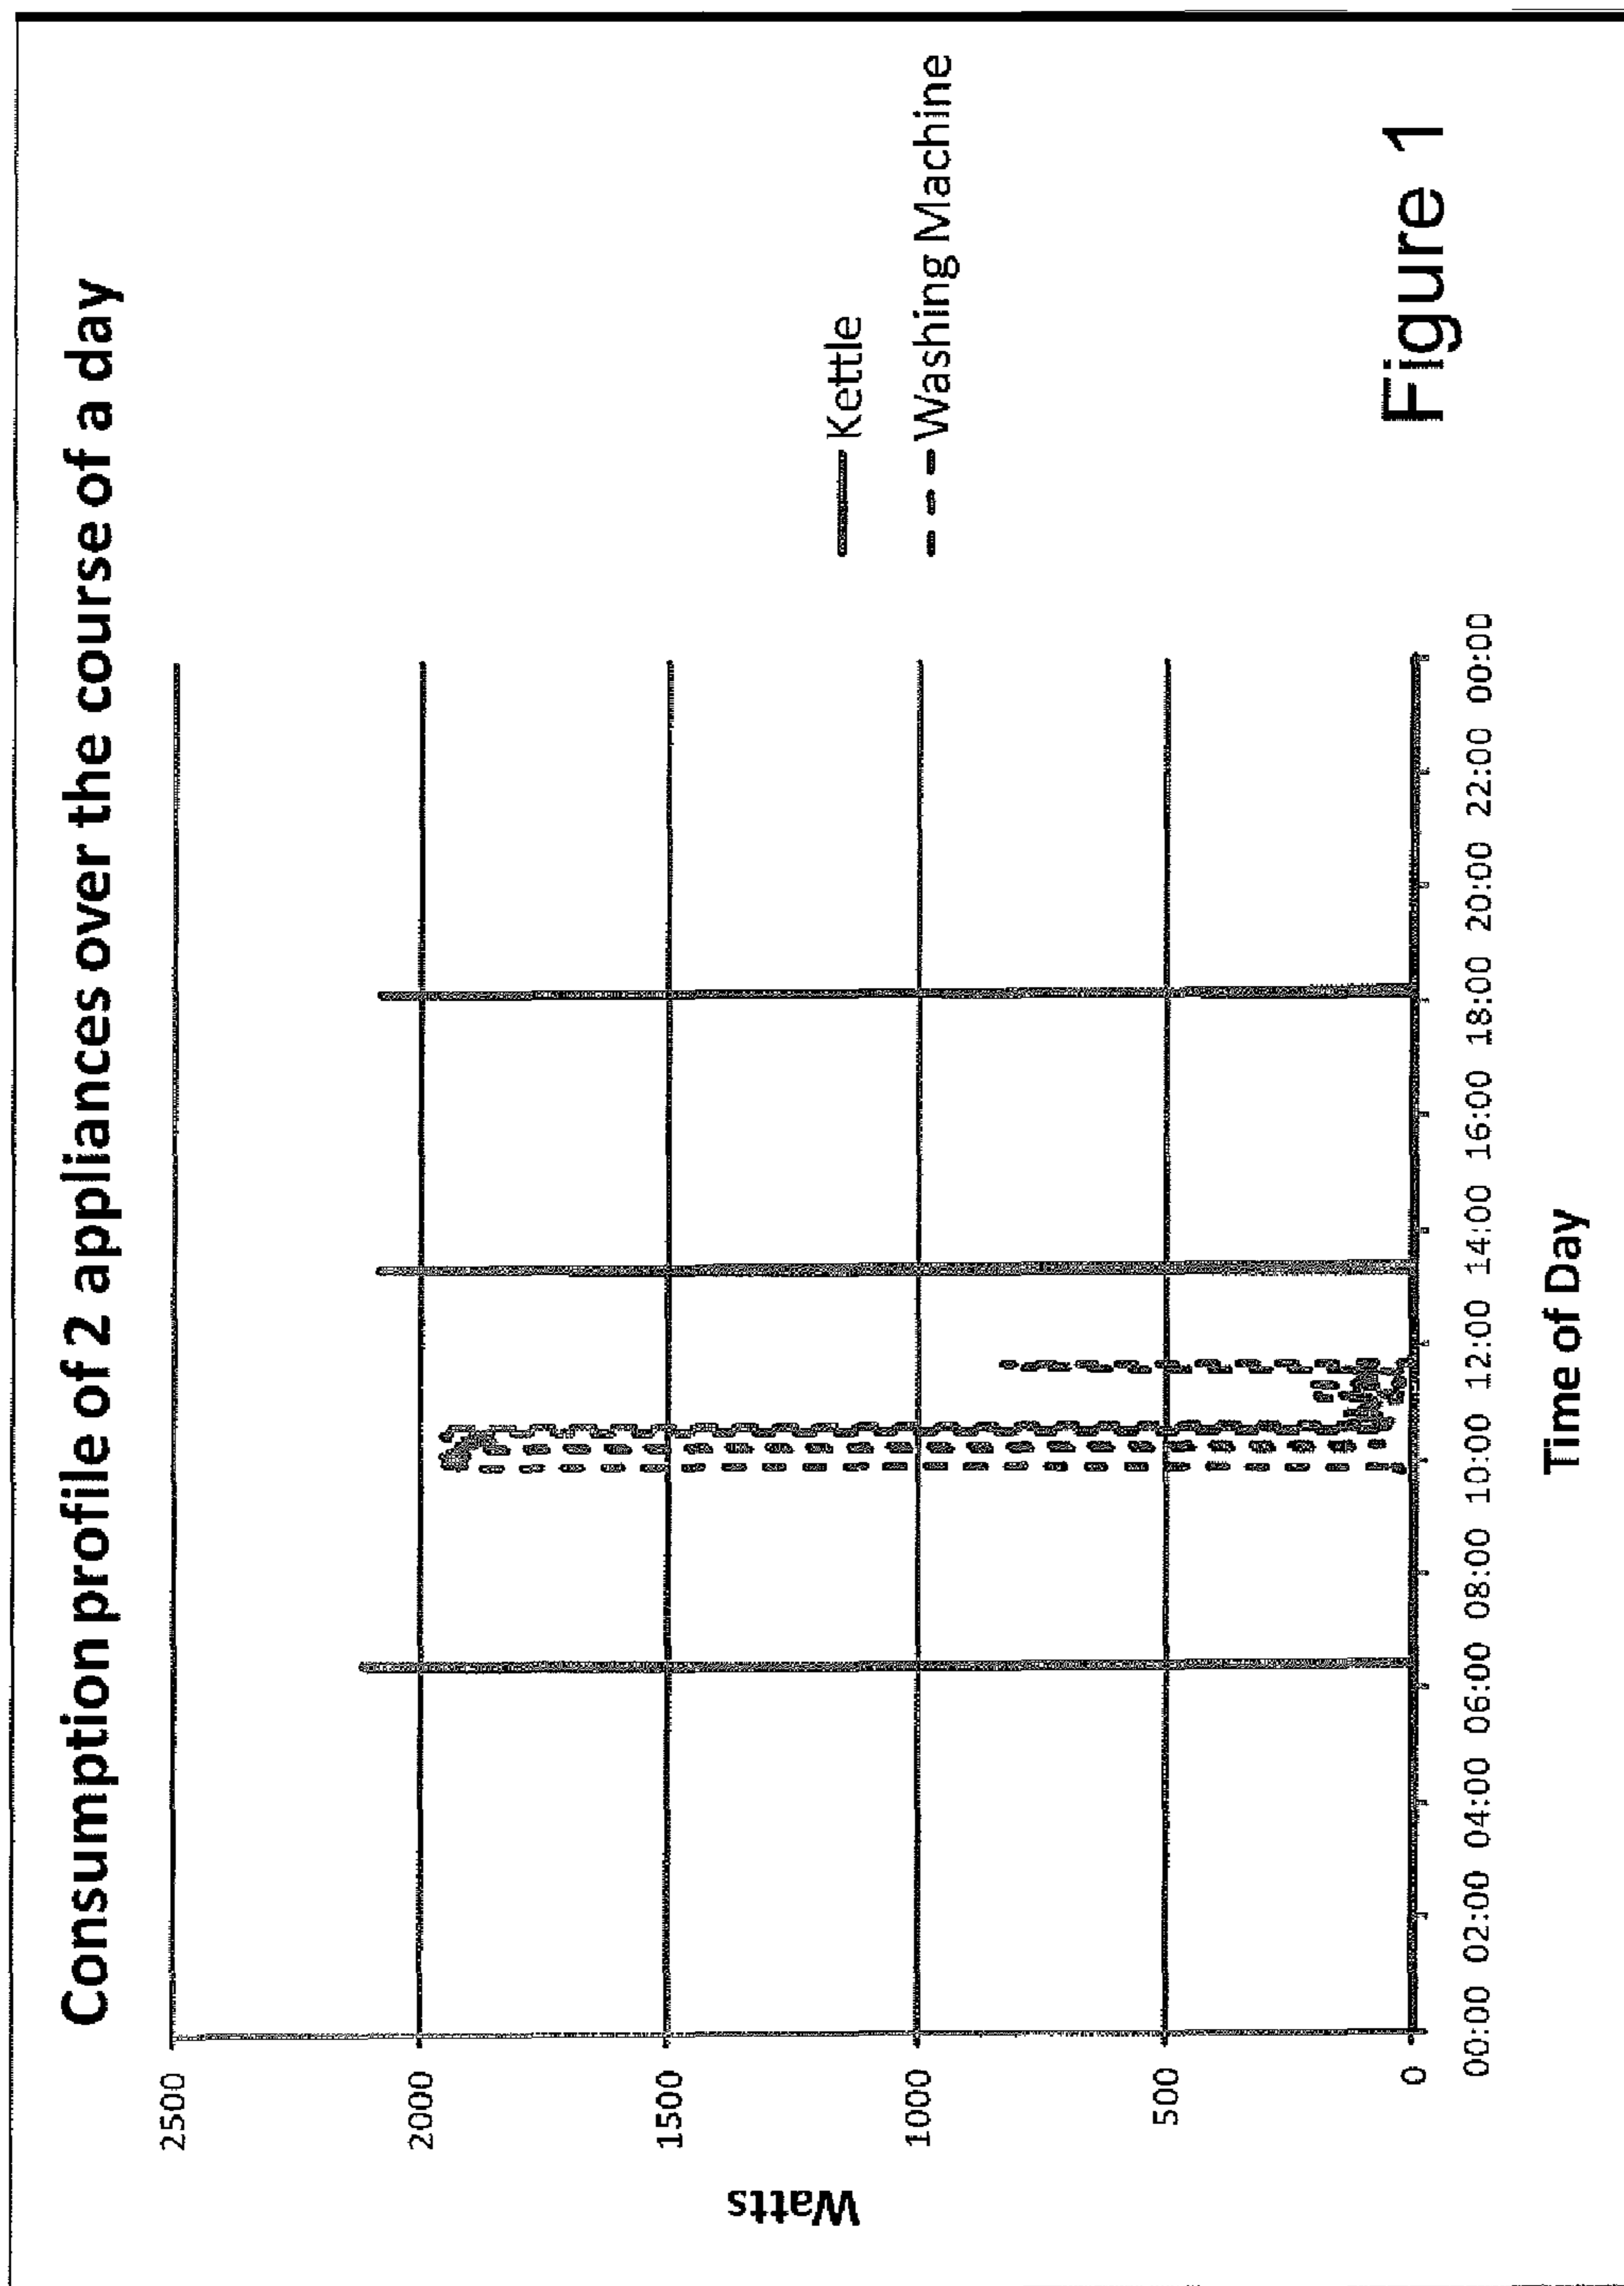 Consumption profile of 2 appliances over the course of a day
2500
2000
1500
1000
500
0
Watts
00:00 02:00 04:00 06:00 08:00 10:00 12:00 14:00 16:00 18:00 20:00 22:00 00:00
Time of Day
Kettle
Washing Machine
Figure 1